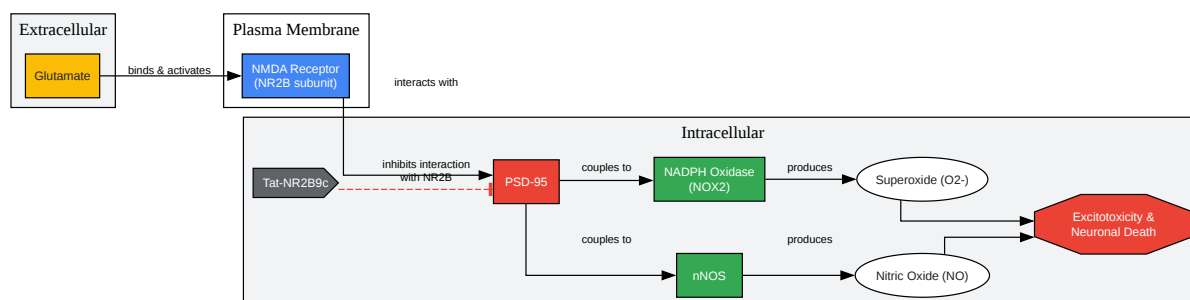 Extracellular
Plasma Membrane
Glutamate
binds & activates
NMDA Receptor
(NR2B subunit)
interacts with
Intracellular
Tat-NR2B9c
inhibits interaction
with NR2B
PSD-95
couples to
NADPH Oxidase
(NOX2)
produces
Superoxide (O2-)
Excitotoxicity &
Neuronal Death
couples to
nNOS
produces
Nitric Oxide (NO)